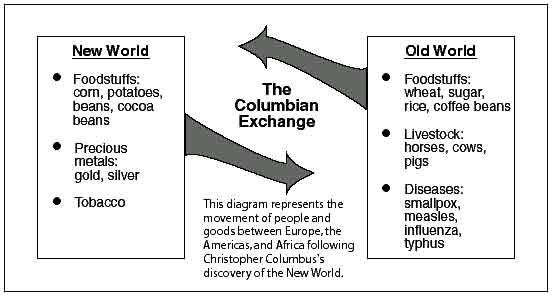 New World
• Foodstuffs:
corn, potatoes,
beans, cocoa
beans
• Precious
metals:
gold, silver
• Tobacco
The
Columbian
Exchange
This diagram represents the
movement of people and
goods between Europe, the
Americas, and Africa following
Christopher Columbus's
discovery of the New World.
Old World
• Foodstuffs:
wheat, sugar,
rice, coffee beans
• Livestock:
horses, cows,
pigs
• Diseases:
smallpox,
measles,
influenza,
typhus